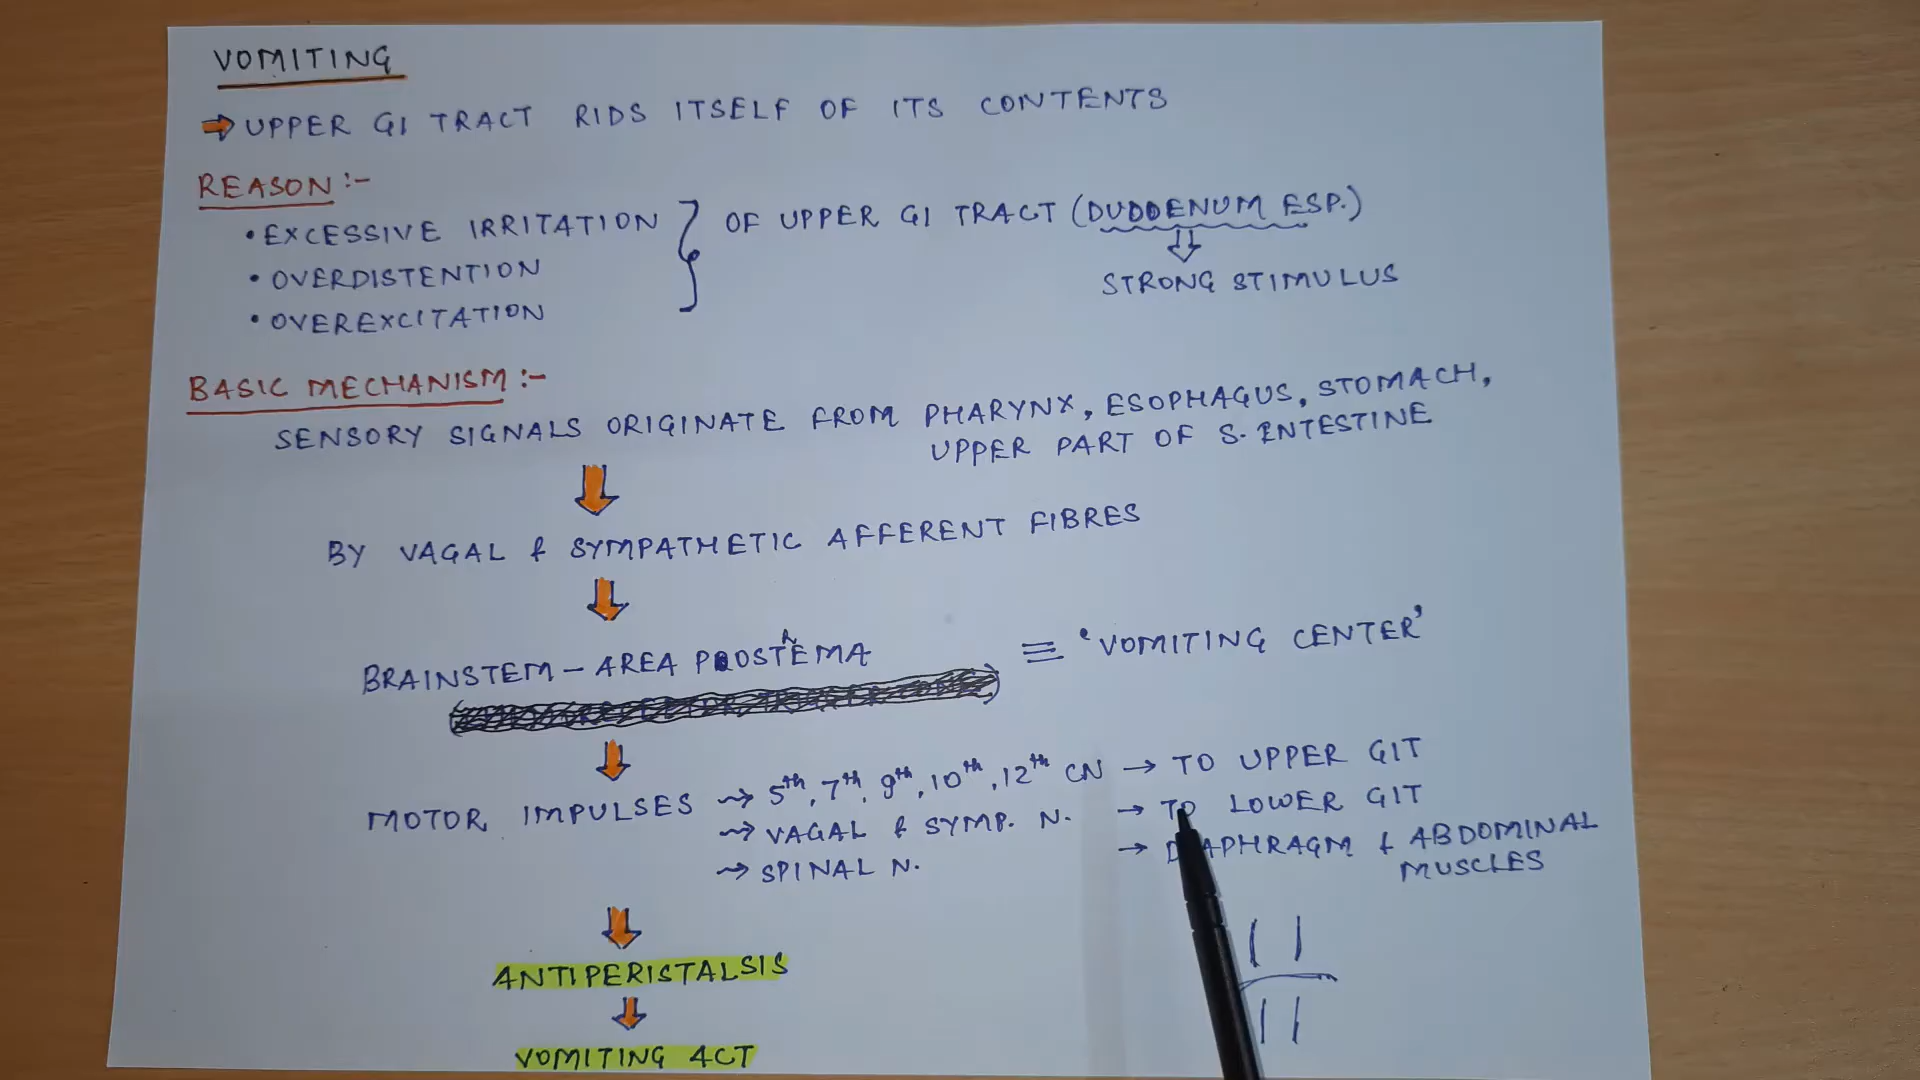 VOMITING
UPPER GI TRACT RIDS ITSELF OF ITS CONTENTS
REASON :-
• EXCESSIVE IRRITATION
• OVERDISTENTION
• OVEREXCITATION
OF UPPER GI TRACT (DUODENUM ESP.)
STRONG STIMULUS
BASIC MECHANISM :-
SENSORY SIGNALS ORIGINATE FROM PHARYNX, ESOPHAGUS, STOMACH,
UPPER PART OF S. INTESTINE
BY VAGAL & SYMPATHETIC AFFERENT FIBRES
BRAINSTEM – AREA ≡ 'VOMITING CENTER'
MOTOR IMPULSES ⇝ 5th, 7th, 9th, 10th, 12th CN → TO UPPER GIT
⇝ VAGAL & SYMP. N. → TO LOWER GIT
⇝ SPINAL N. → DIAPHRAGM & ABDOMINAL
MUSCLES
ANTIPERISTALSIS
VOMITING ACT